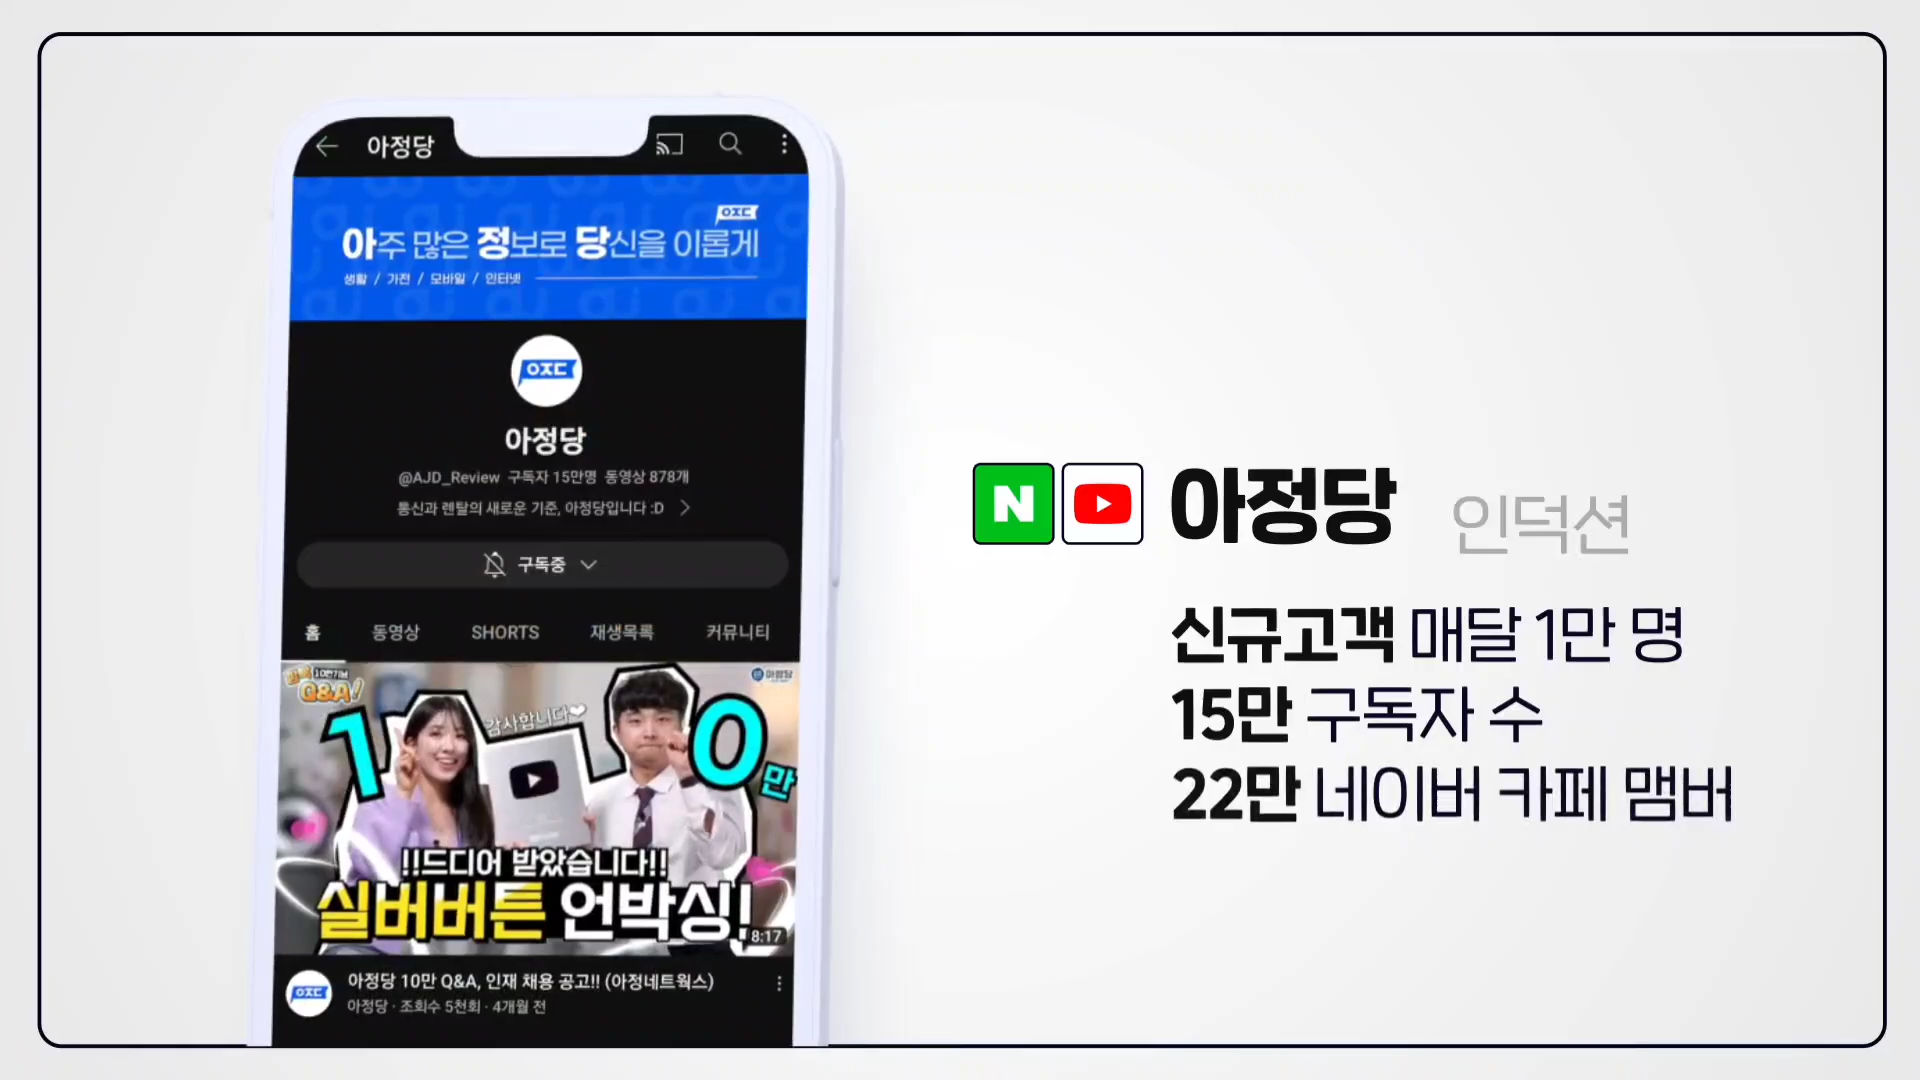 아정당
아주 많은 정보로 당신을 이롭게
생활 / 가전 / 모바일 / 인터넷
아정당
@AJD_Review 구독자 15만명 동영상 878개
통신과 렌탈의 새로운 기준, 아정당입니다 :D
구독중
홈 동영상 SHORTS 재생목록 커뮤니티
Q&A!
아정당
감사합니다
10만
!!드디어 받았습니다!!
실버버튼 언박싱!
8:17
아정당 10만 Q&A, 인재 채용 공고!! (아정네트웍스)
아정당 · 조회수 5천회 · 4개월 전
N 아정당 인덕션
신규고객 매달 1만 명
15만 구독자 수
22만 네이버 카페 맴버